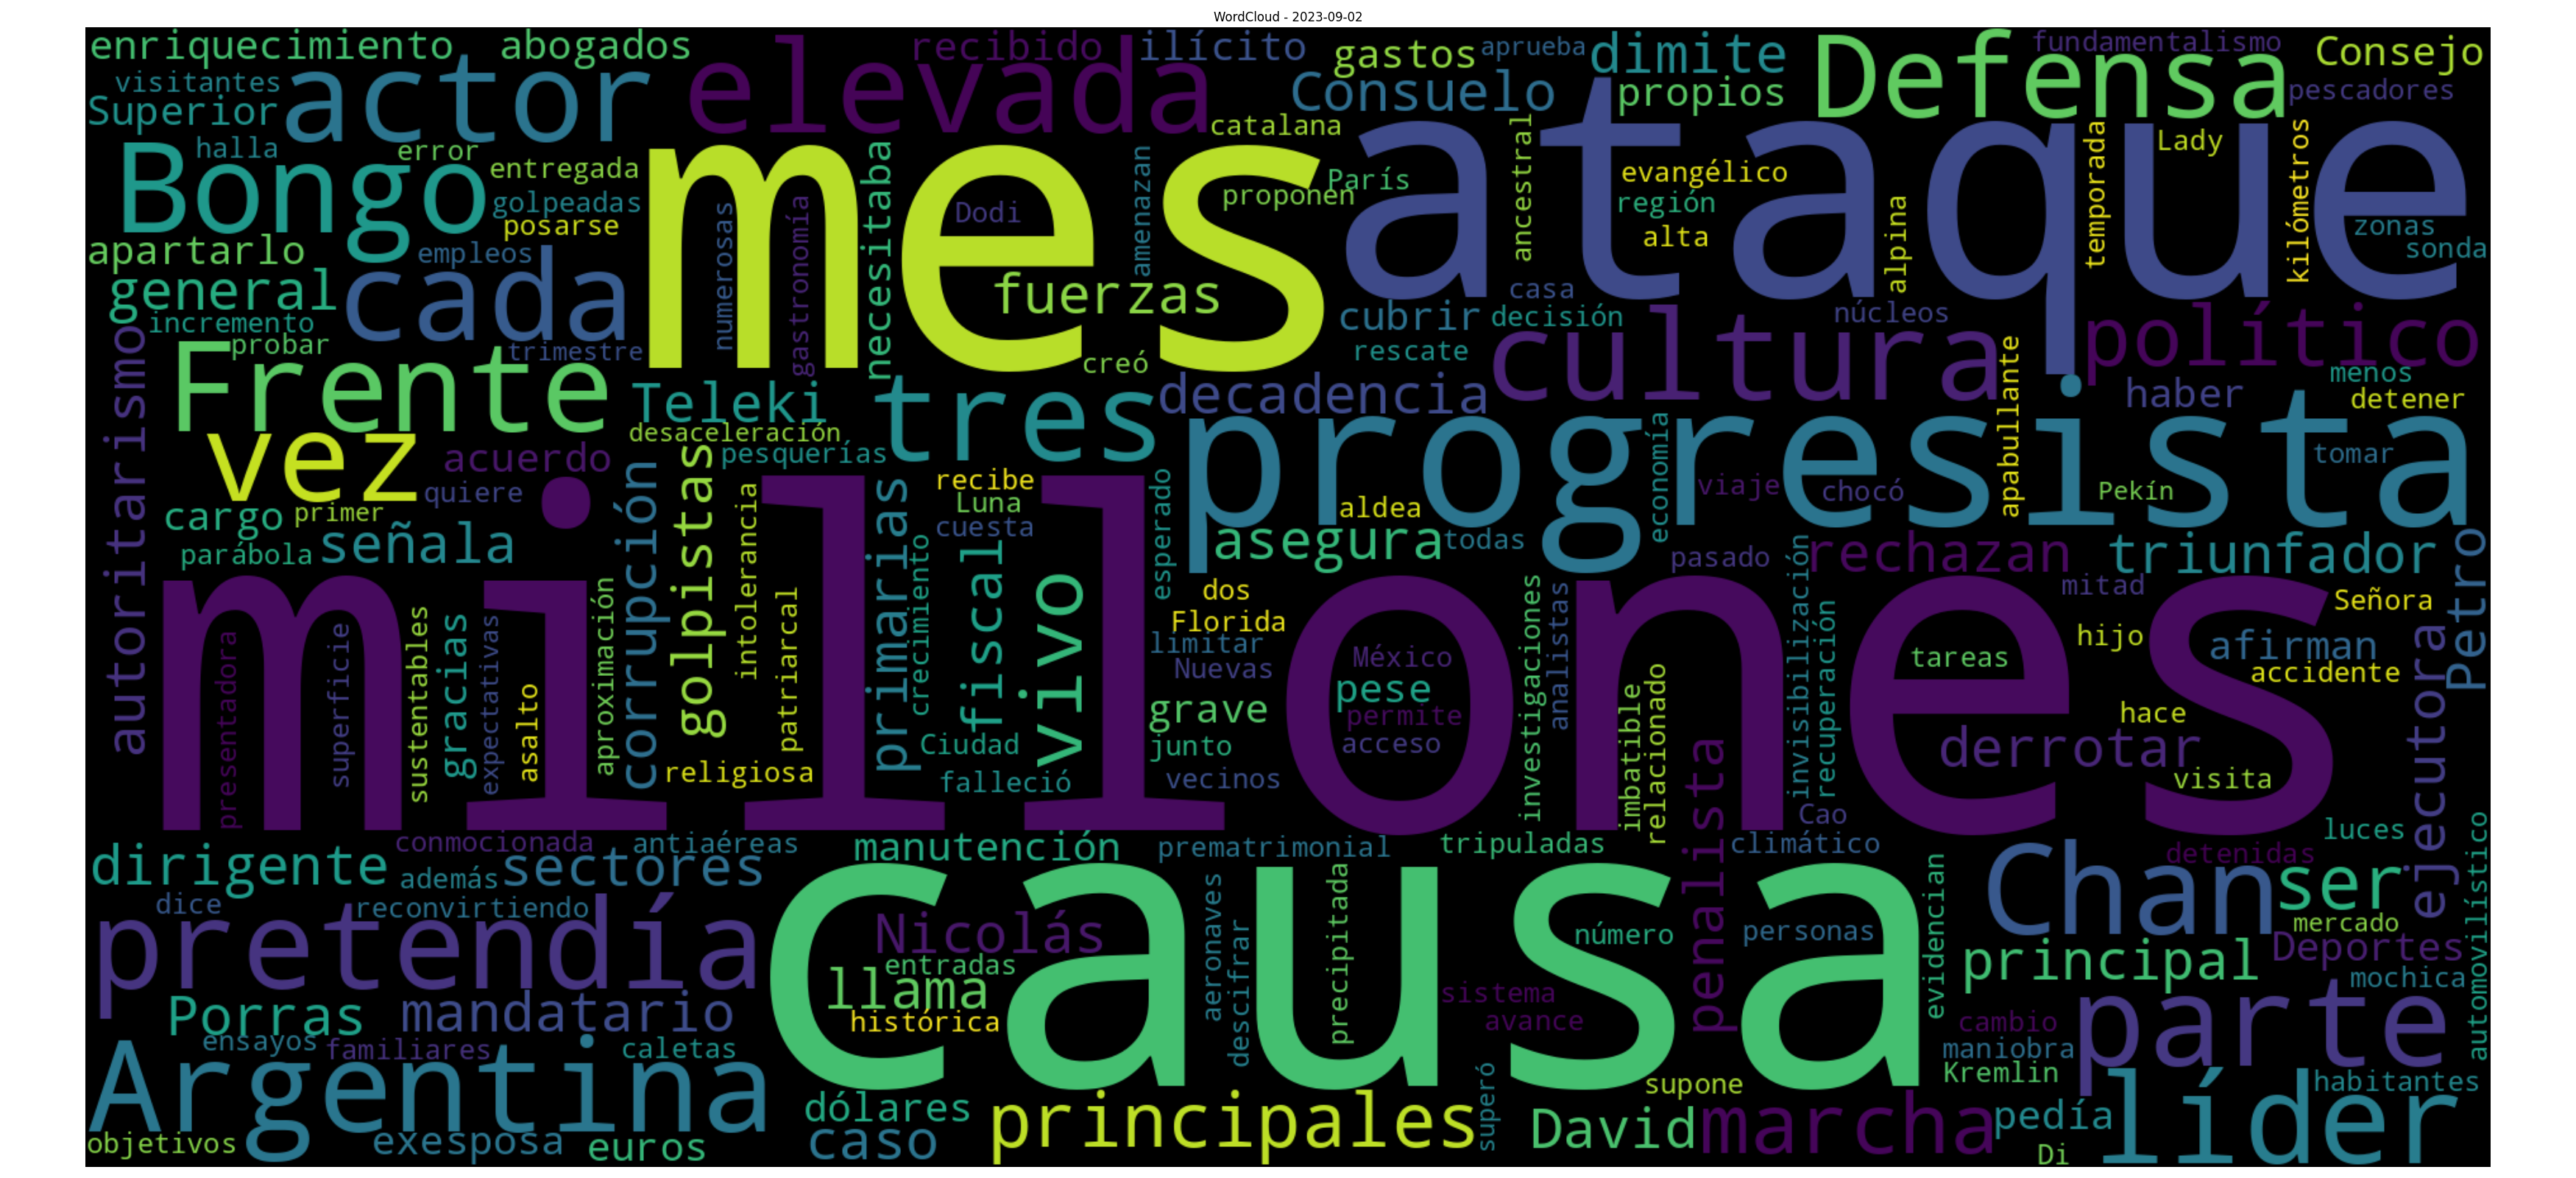 WordCloud - 2023-09-02
enriquecimiento
abogados
elevada
recibido
ilícito
gastos
aprueba
dimite
Defensa
fundamentalismo
Consejo
visitantes
actor
Superior
Consuelo
propios
pescadores
halla
error
Bongo
entregada
golpeadas
posarse
mes
necesitaba
catalana
ataque
París
proponen
amenazan
ancestral
evangélico
región
alta
alpina
temporada
Lady
kilómetros
zonas
sonda
apartarlo
empleos
general
cada
numerosas
gastronomía
Dodi
fuerzas
creó
casa
cubrir
decisión
núcleos
rescate
cultura
político
incremento
probar
trimestre
Frente
autoritarismo
Teleki
tres
decadencia
apabullante
haber
menos
detener
vez
desaceleración
pesquerías
progresista
economía
tomar
acuerdo
quiere
corrupción
golpistas
recibe
Luna
cuesta
esperado
aldea
viaje
chocó
Pekín
cargo
primer
intolerancia
primarias
asegura
todas
parábola
señala
millones
vivo
fiscal
crecimiento
pasado
rechazan
triunfador
Petro
dos
Florida
limitar
Nuevas
investigaciones
analistas
invisibilización
recuperación
mitad
Señora
presentadora
superficie
sustentables
gracias
expectativas
asalto
aproximación
patriarcal
religiosa
Ciudad
falleció
grave
junto
vecinos
México
pese
permite
acceso
imbatible
relacionado
penalista
tareas
hijo
afirman
accidente
hace
derrotar
visita
ejecutora
Cao
luces
automovilístico
conmocionada
antiaéreas
manutención
prematrimonial
tripuladas
climático
detenidas
dirigente
además
sectores
causa
evidencian
Chan
ser
dice
reconvirtiendo
pretendía
Nicolás
entradas
llama
histórica
aeronaves
descifrar
precipitada
número
personas
mercado
Deportes
principal
mochica
sistema
avance
Porras
mandatario
cambio
maniobra
parte
ensayos
familiares
caletas
Kremlin
Argentina
habitantes
supone
dólares
principales
superó
David
marcha
pedía
líder
objetivos
exesposa
euros
caso
Di